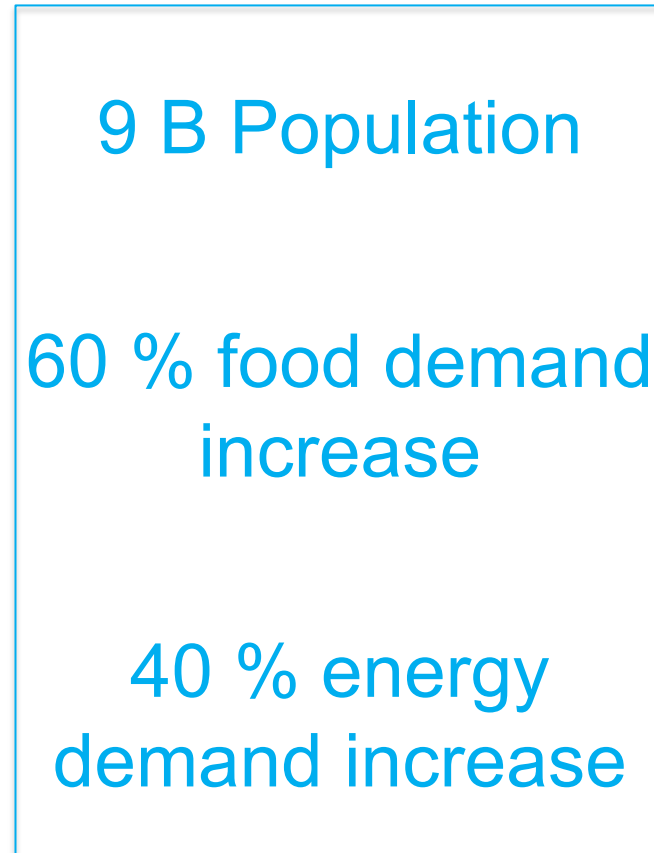 9 B Population
60 % food demand
increase
40 % energy
demand increase